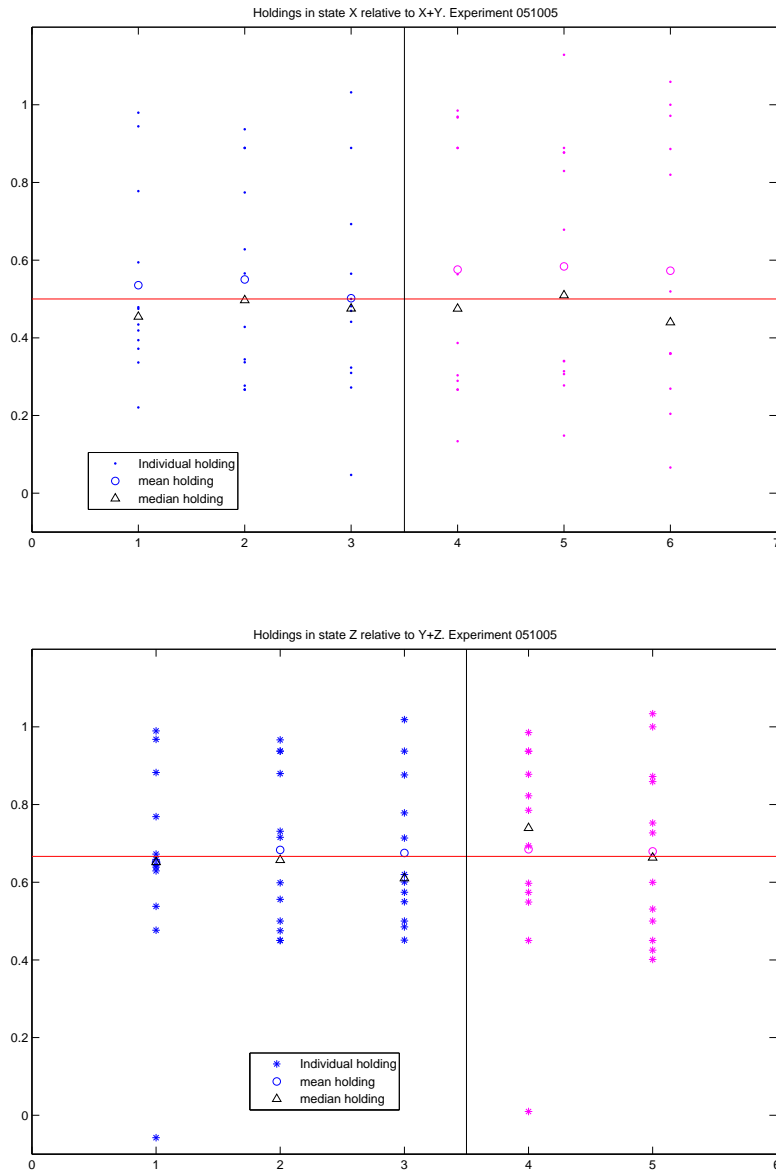 Holdings in state X relative to X+Y. Experiment 051005
1
0.8
0.6
0.4
0.2
0
Individual holding
mean holding
median holding
0 1 2 3 4 5 6 7
Holdings in state Z relative to Y+Z. Experiment 051005
1
0.8
0.6
0.4
0.2
0
Individual holding
mean holding
median holding
0 1 2 3 4 5 6